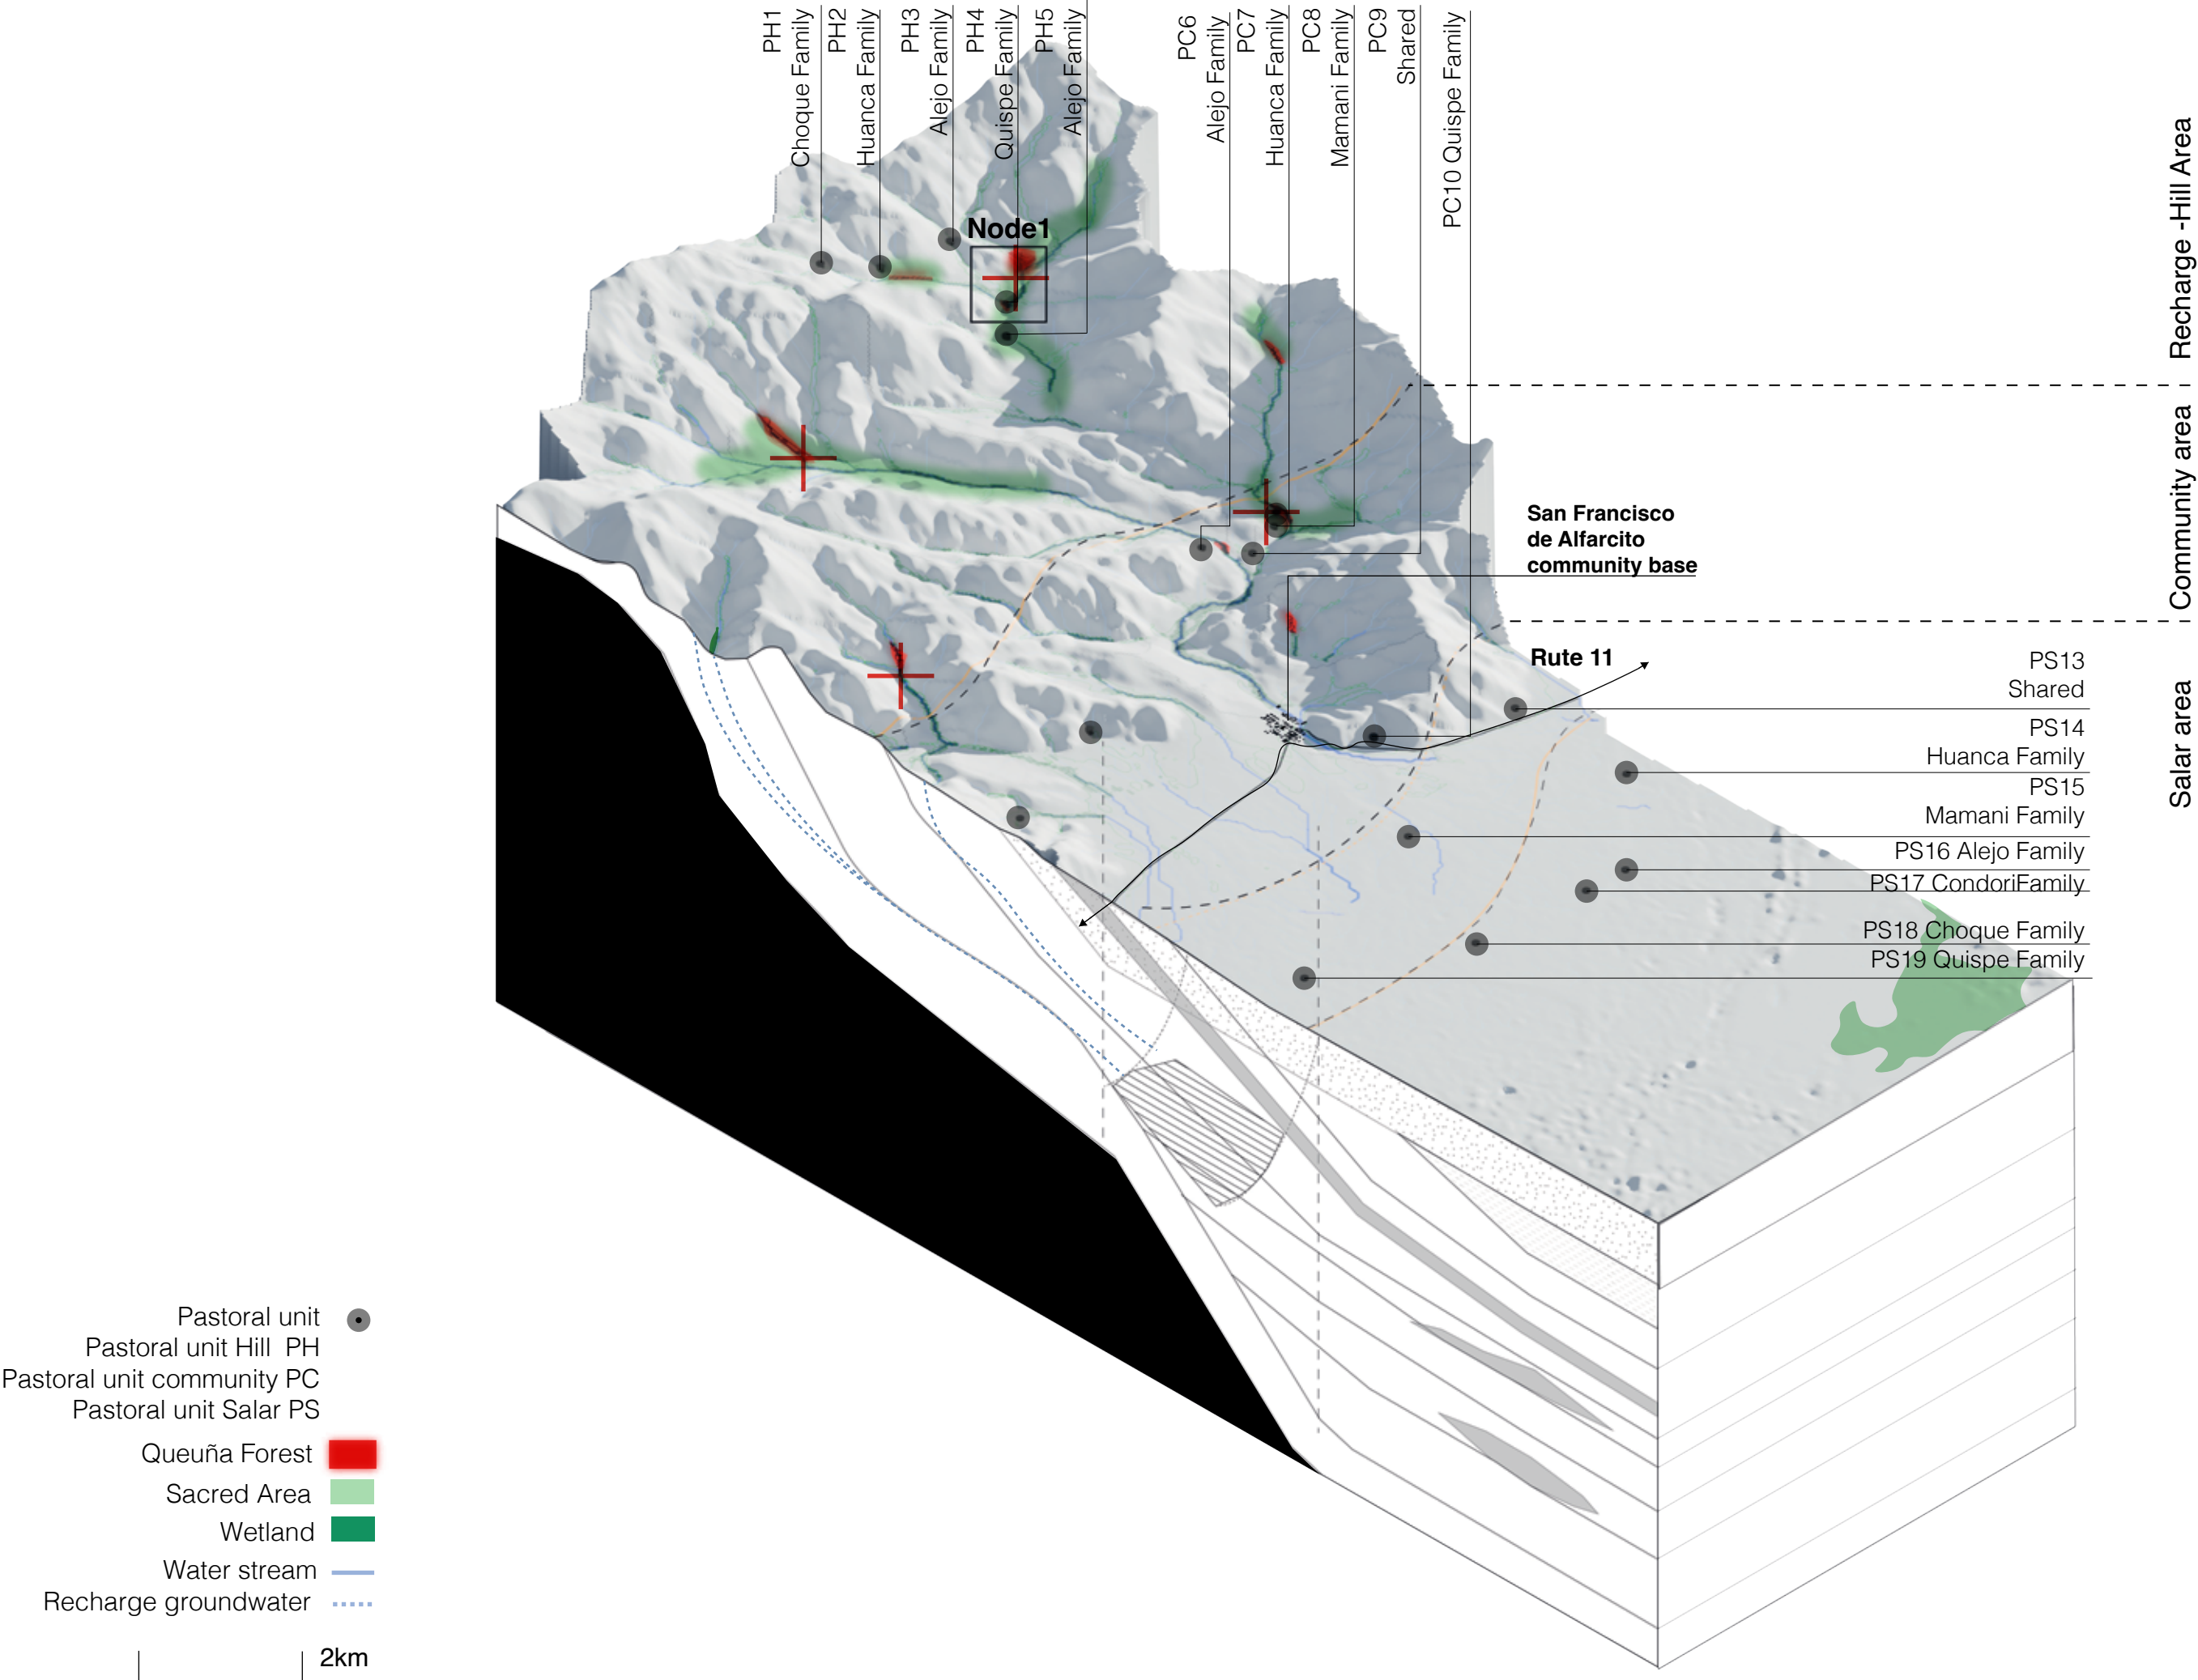 PH1
Choque Family
PH2
Huanca Family
PH3
Alejo Family
PH4
Quispe Family
PH5
Alejo Family
PC6
Alejo Family
PC7
Huanca Family
PC8
Mamani Family
PC9
Shared
PC10 Quispe Family
Recharge -Hill Area
Community area
Salar area
Node1
San Francisco
de Alfarcito
community base
Rute 11
PS13
Shared
PS14
Huanca Family
PS15
Mamani Family
PS16 Alejo Family
PS17 CondoriFamily
PS18 Choque Family
PS19 Quispe Family
Pastoral unit
Pastoral unit Hill PH
Pastoral unit community PC
Pastoral unit Salar PS
Queuña Forest
Sacred Area
Wetland
Water stream
Recharge groundwater
2km